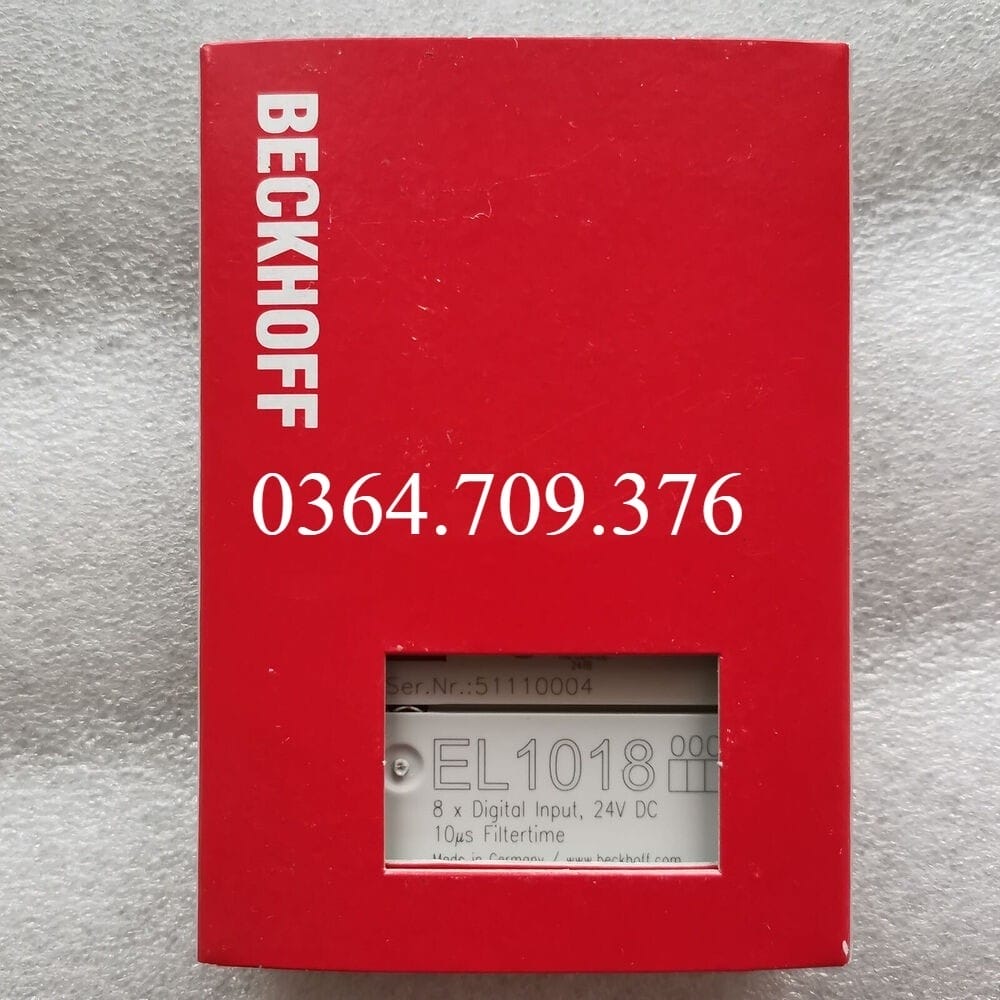 BECKHOFF
0364.709.376
Ser.Nr.:51110004
EL1018
8 x Digital Input, 24V DC
10µs Filtertime
Made in Germany / www.beckhoff.com